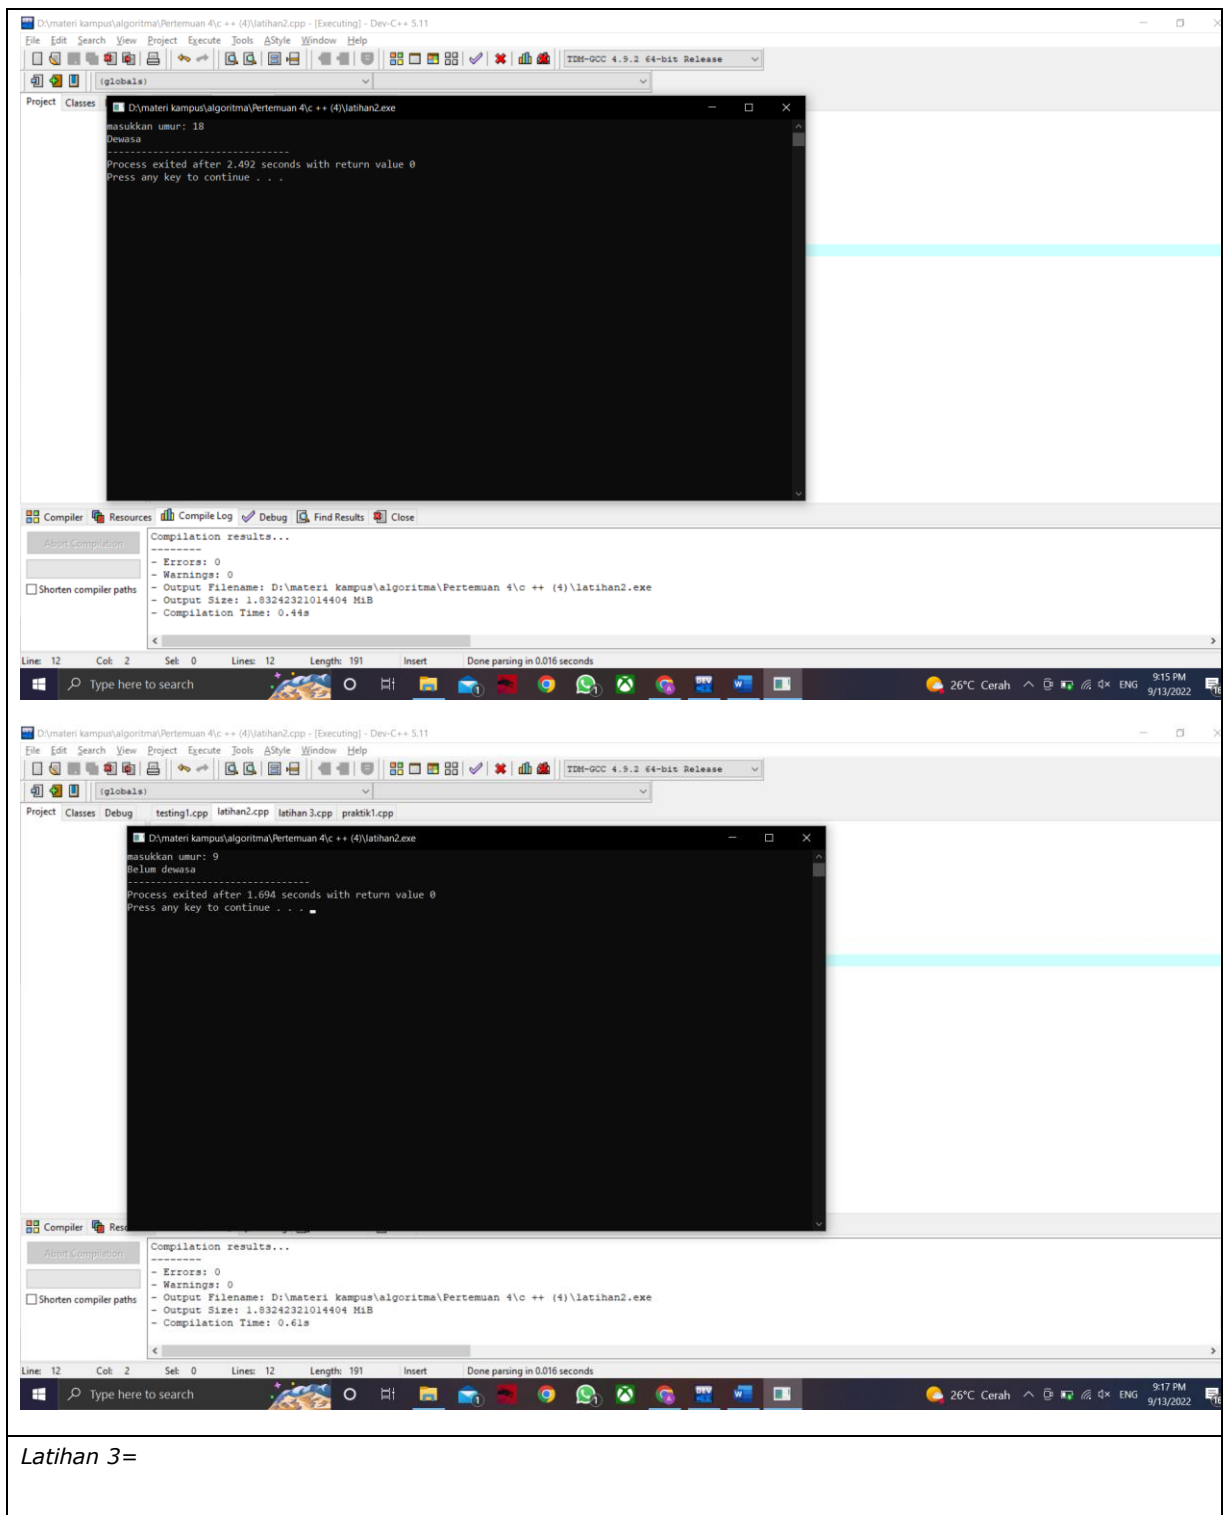 D:\materi kampus\algoritma\Pertemuan 4\c ++ (4)\latihan2.cpp - [Executing] - Dev-C++ 5.11
File Edit Search View Project Execute Tools AStyle Window Help
TDM-GCC 4.9.2 64-bit Release
(globals)
Project Classes
D:\materi kampus\algoritma\Pertemuan 4\c ++ (4)\latihan2.exe
masukkan umur: 18
Dewasa
--------------------------------
Process exited after 2.492 seconds with return value 0
Press any key to continue . . .
Compiler Resources Compile Log Debug Find Results Close
Abort Compilation
Shorten compiler paths
Compilation results...
--------
- Errors: 0
- Warnings: 0
- Output Filename: D:\materi kampus\algoritma\Pertemuan 4\c ++ (4)\latihan2.exe
- Output Size: 1.83242321014404 MiB
- Compilation Time: 0.44s
Line: 12 Col: 2 Sel: 0 Lines: 12 Length: 191 Insert Done parsing in 0.016 seconds
Type here to search
26°C Cerah ENG 9:15 PM
9/13/2022
D:\materi kampus\algoritma\Pertemuan 4\c ++ (4)\latihan2.cpp - [Executing] - Dev-C++ 5.11
File Edit Search View Project Execute Tools AStyle Window Help
TDM-GCC 4.9.2 64-bit Release
(globals)
Project Classes Debug testing1.cpp latihan2.cpp latihan 3.cpp praktik1.cpp
D:\materi kampus\algoritma\Pertemuan 4\c ++ (4)\latihan2.exe
masukkan umur: 9
Belum dewasa
--------------------------------
Process exited after 1.694 seconds with return value 0
Press any key to continue . . .
Compiler Reso
Abort Compilation
Shorten compiler paths
Compilation results...
--------
- Errors: 0
- Warnings: 0
- Output Filename: D:\materi kampus\algoritma\Pertemuan 4\c ++ (4)\latihan2.exe
- Output Size: 1.83242321014404 MiB
- Compilation Time: 0.61s
Line: 12 Col: 2 Sel: 0 Lines: 12 Length: 191 Insert Done parsing in 0.016 seconds
Type here to search
26°C Cerah ENG 9:17 PM
9/13/2022
Latihan 3=